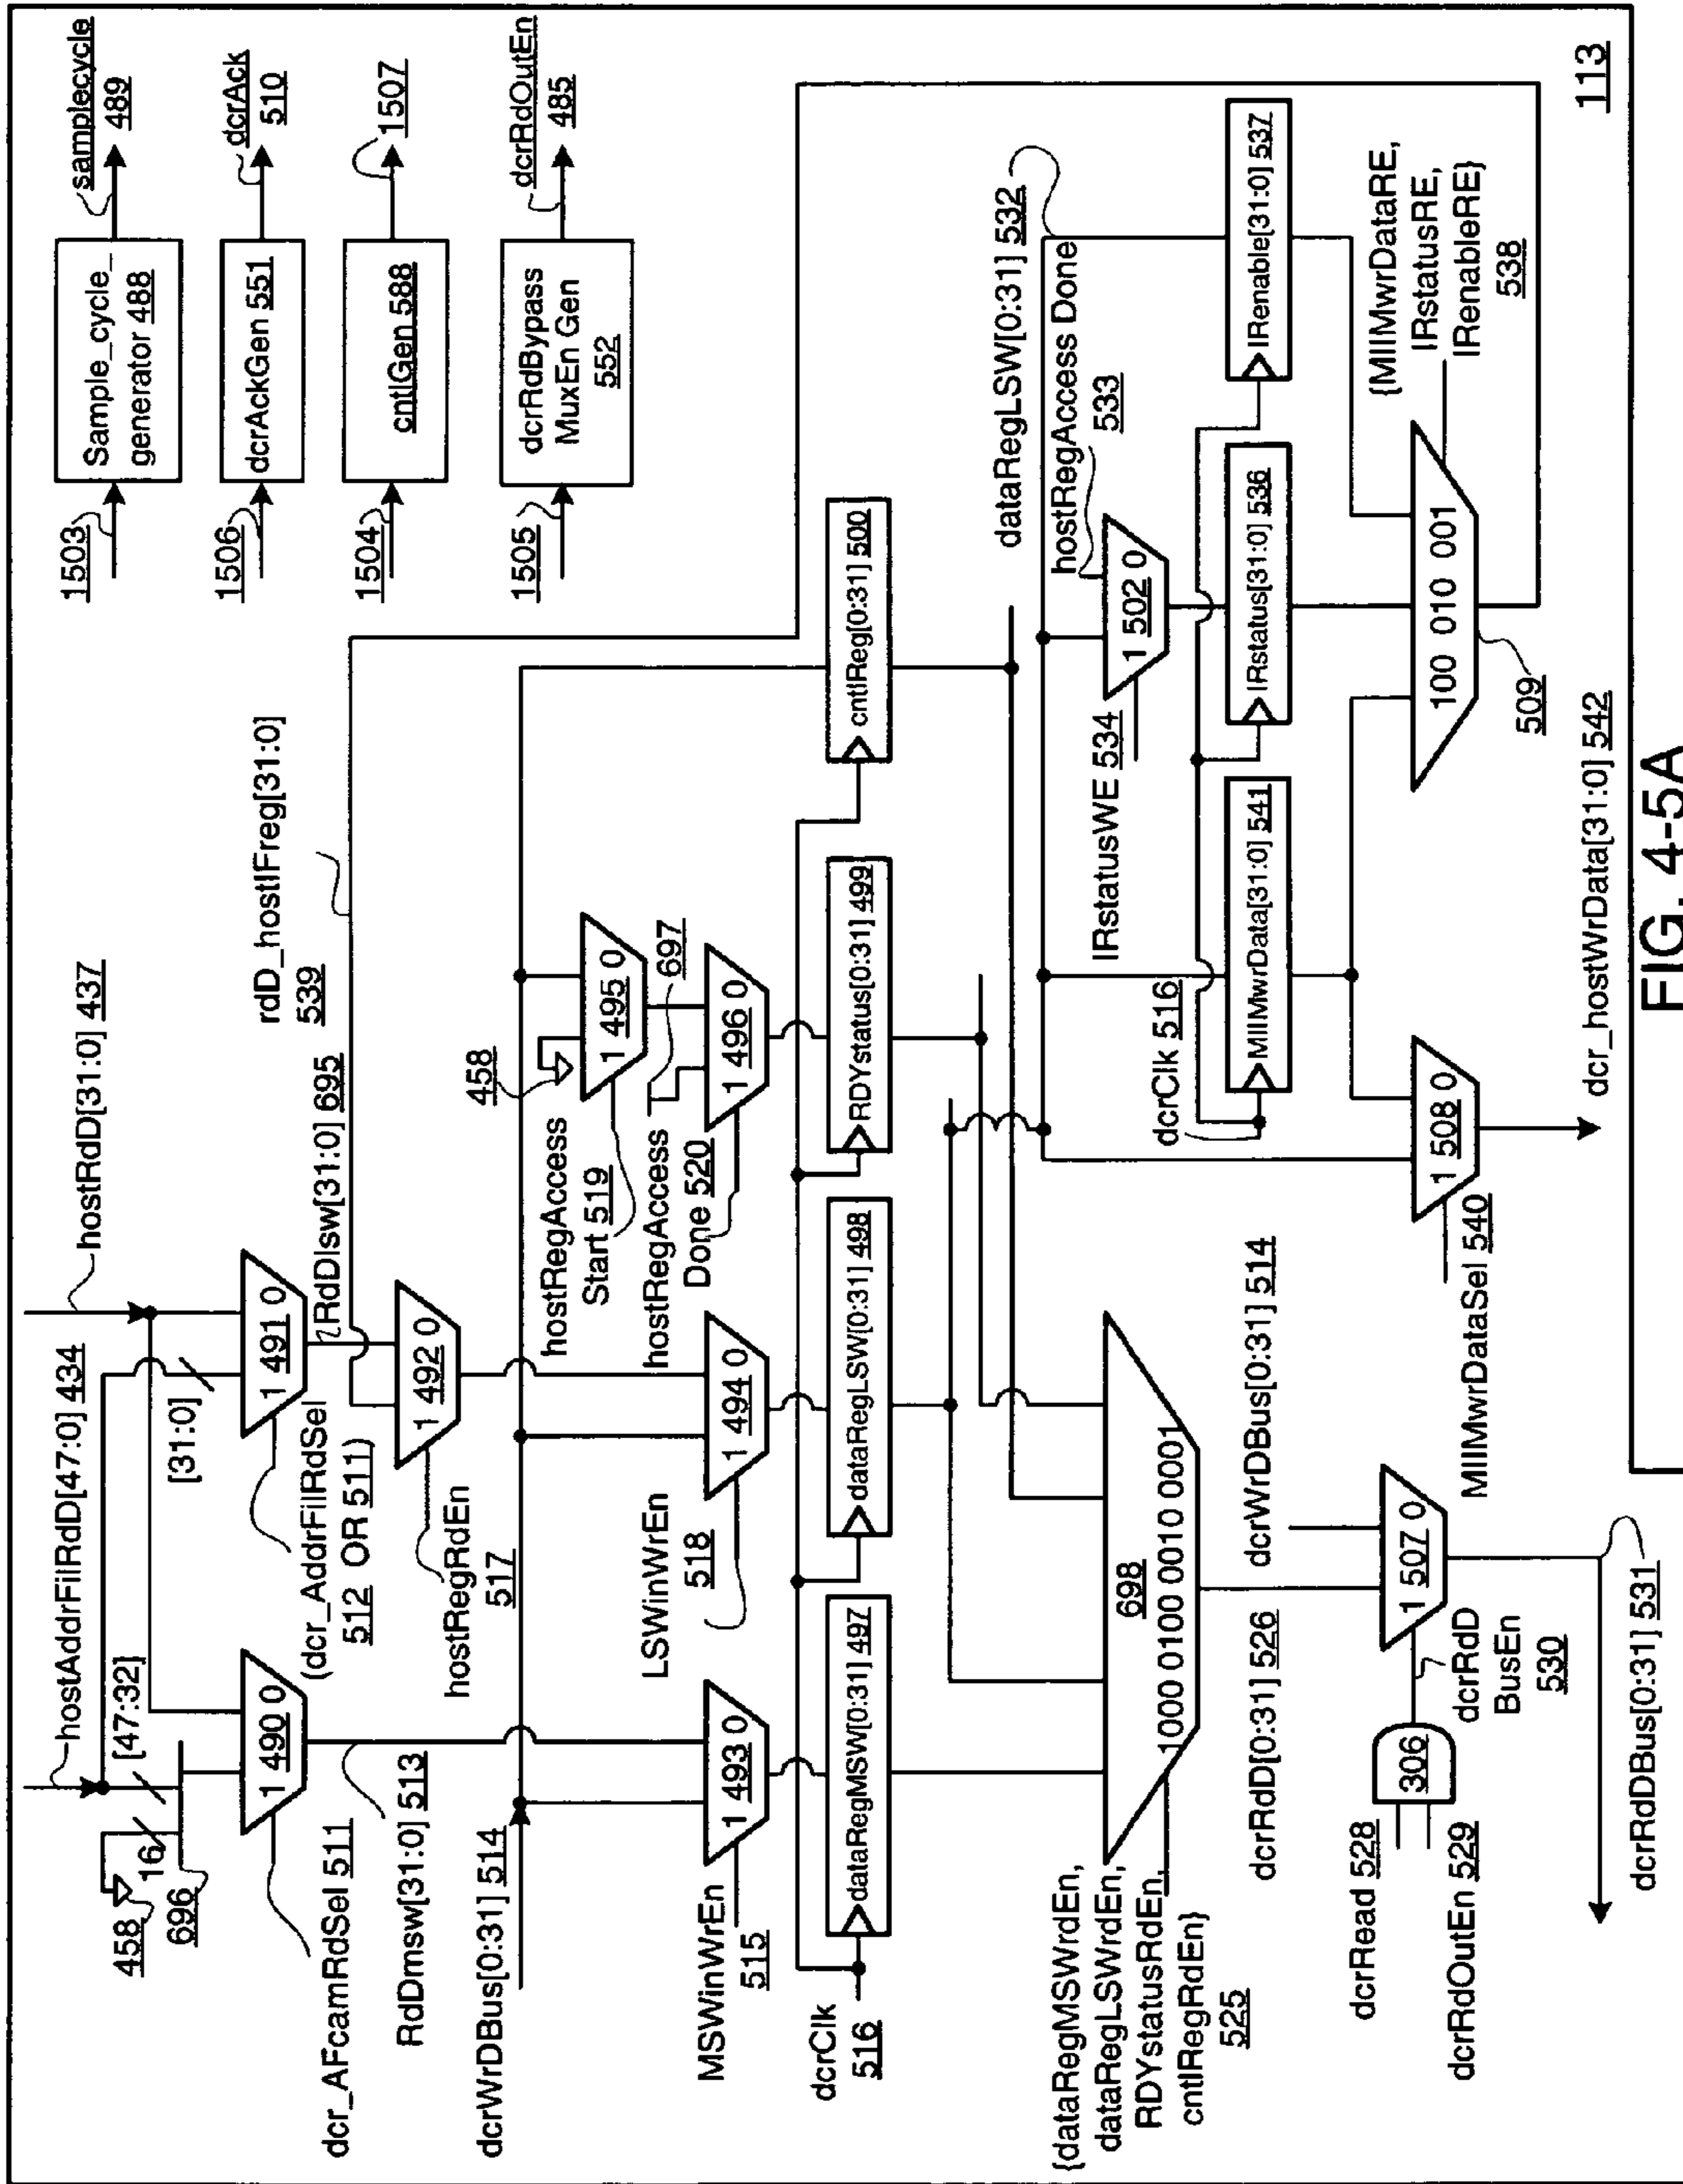 hostAddrFilRdD[47:0] 434
hostRdD[31:0] 437
458
16
[47:32]
696
[31:0]
1 490 0
1 491 0
dcr_AFcamRdSel 511
(dcr_AddrFilRdSel
512 OR 511)
RdDlsw[31:0] 695
rdD_hostIFreg[31:0]
539
RdDmsw[31:0] 513
1 492 0
hostRegRdEn
517
dcrWrDBus[0:31] 514
458
1 495 0
hostRegAccess
Start 519
697
hostRegAccess
Done 520
1 496 0
MSWinWrEn
515
1 493 0
LSWinWrEn
518
1 494 0
dcrClk
516
dataRegMSW[0:31] 497
dataRegLSW[0:31] 498
RDYstatus[0:31] 499
cntlReg[0:31] 500
1503
Sample_cycle_
generator 488
samplecycle
489
1506
dcrAckGen 551
dcrAck
510
1504
cntlGen 588
1507
1505
dcrRdBypass
MuxEn Gen
552
dcrRdOutEn
485
{dataRegMSWrdEn,
dataRegLSWrdEn,
RDYstatusRdEn,
cntlRegRdEn}
525
698
1000 0100 0010 0001
dataRegLSW[0:31] 532
hostRegAccess Done
533
IRstatusWE 534
1 502 0
dcrClk 516
MIIMwrData[31:0] 541
IRstatus[31:0] 536
IRenable[31:0] 537
100 010 001
509
{MIIMwrDataRE,
IRstatusRE,
IRenableRE}
538
dcrRdD[0:31] 526
dcrWrDBus[0:31] 514
dcrRead 528
dcrRdOutEn 529
306
dcrRdD
BusEn
530
1 507 0
dcrRdDBus[0:31] 531
MIIMwrDataSel 540
1 508 0
dcr_hostWrData[31:0] 542
113
FIG. 4-5A